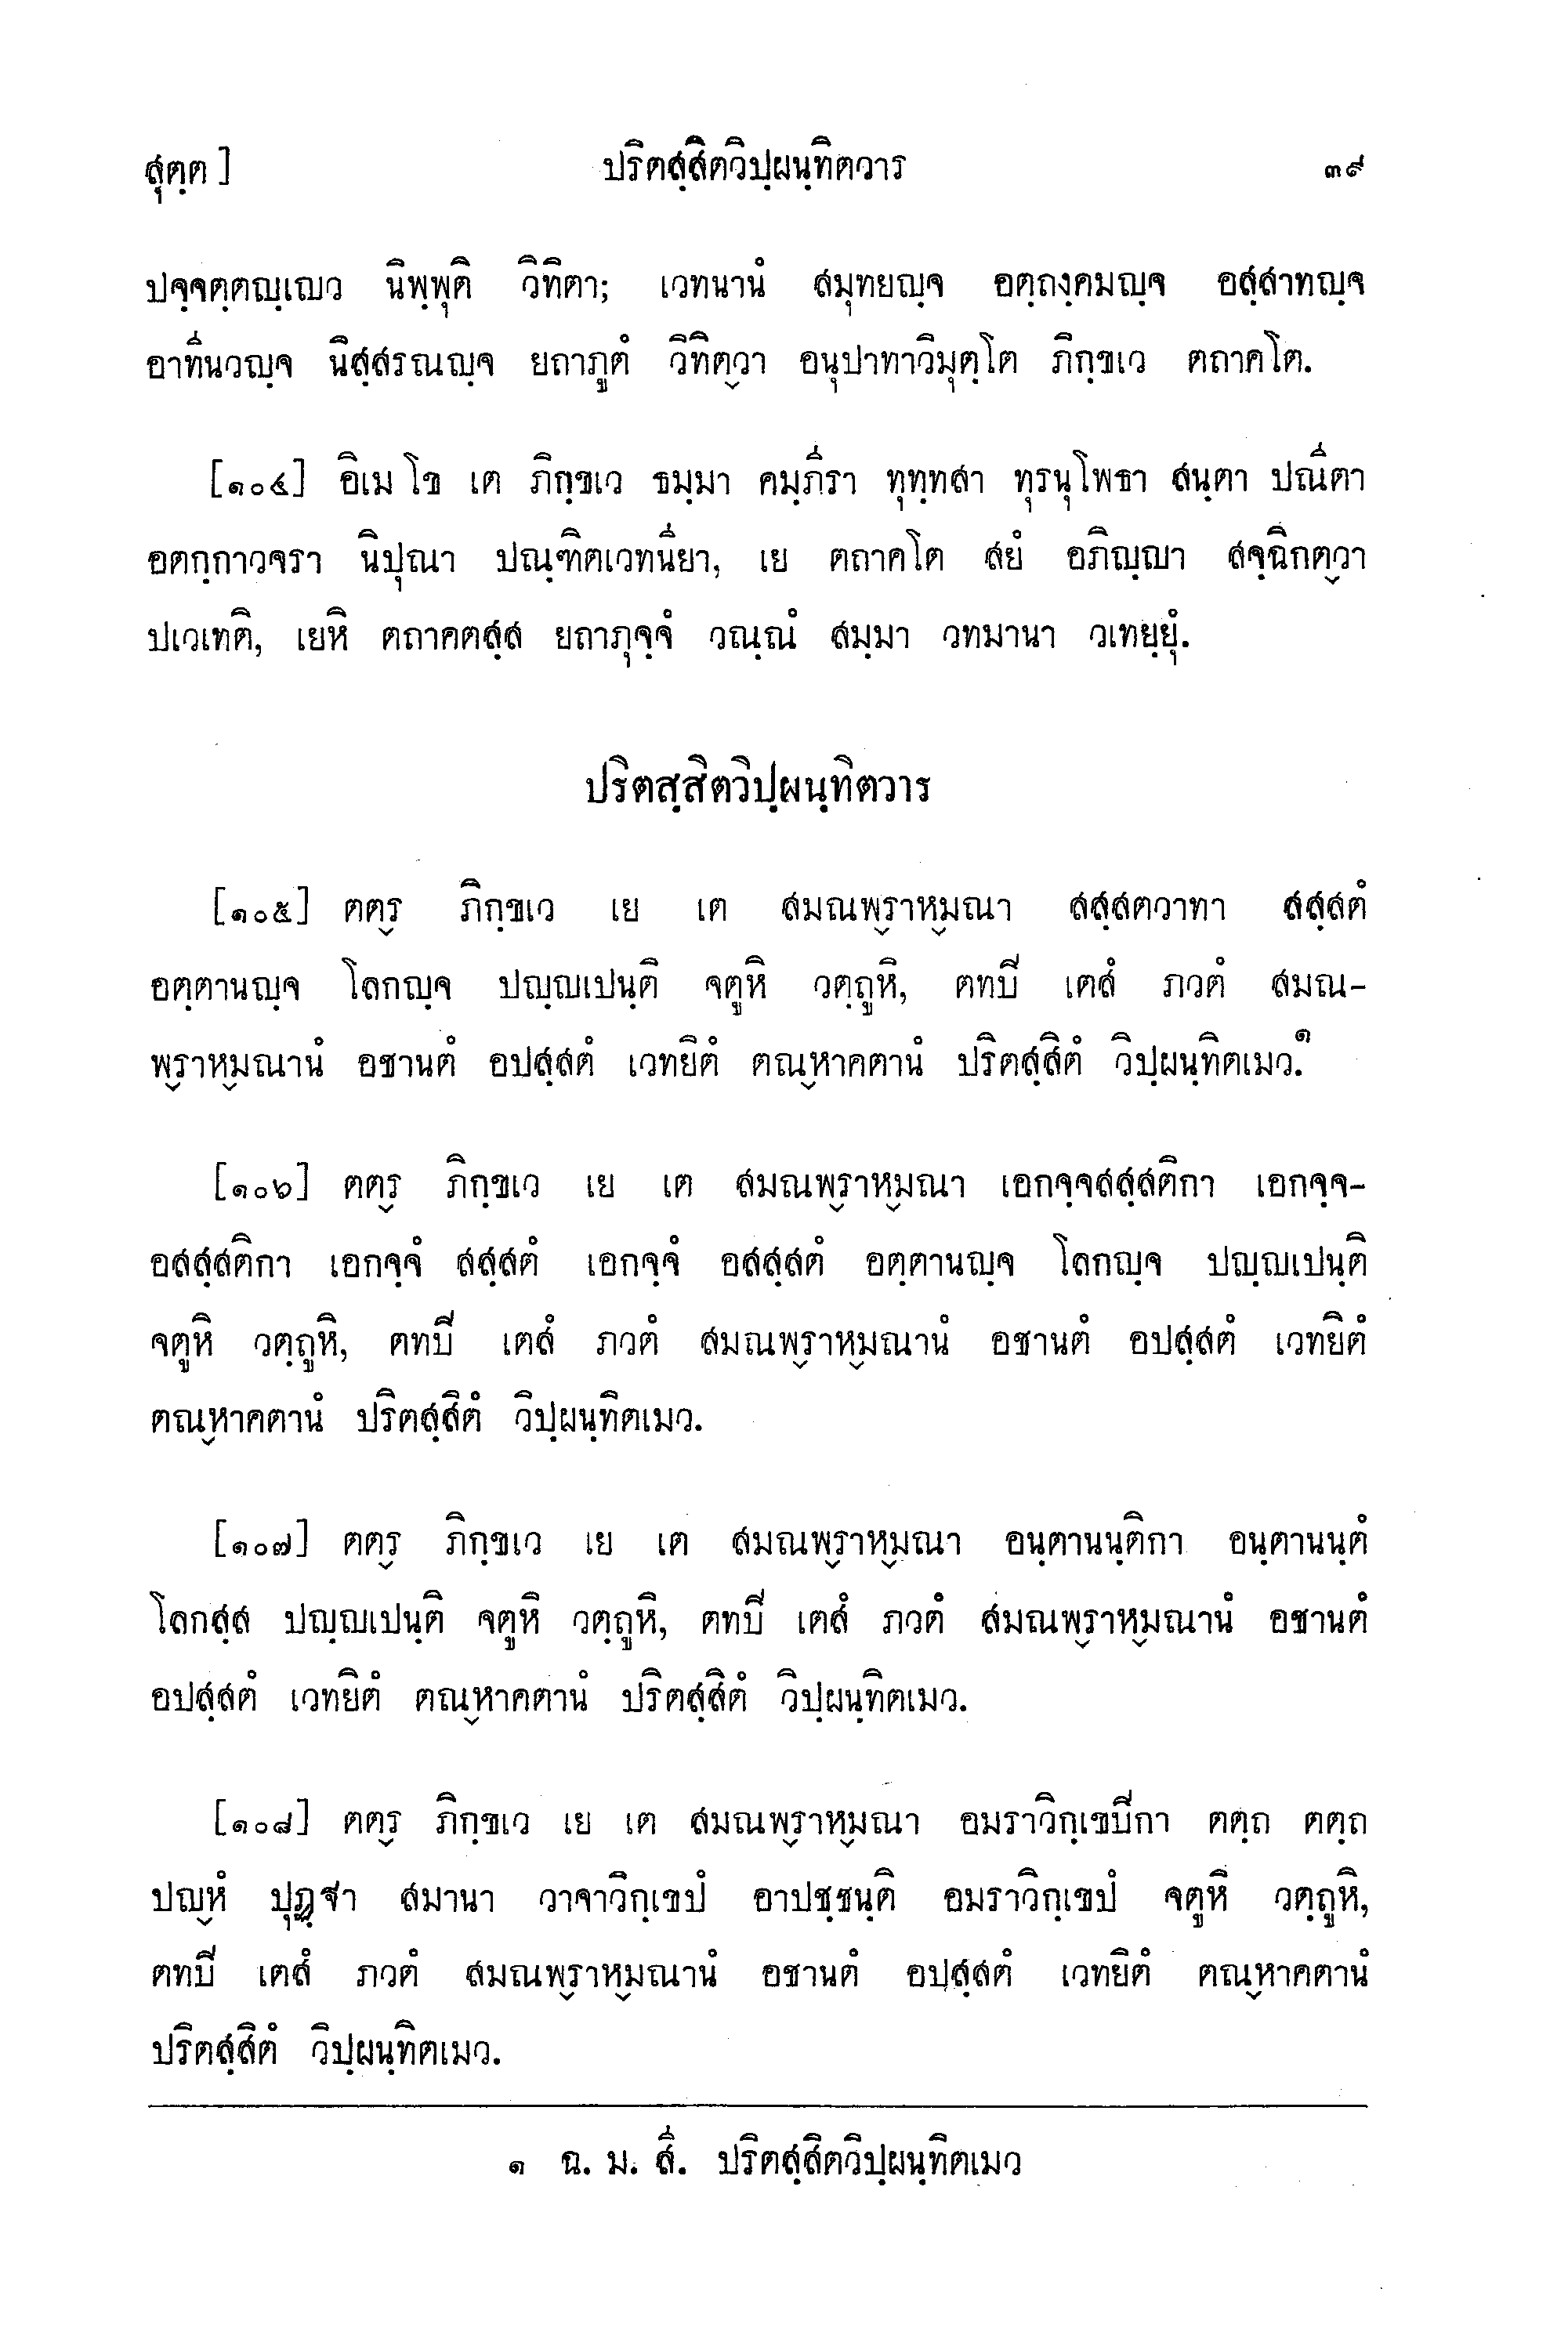 สุตฺต]
ปริตสฺสิตวิปฺผนฺทิตวาร
๓๙
ปจฺจตฺตญฺเญว นิพฺพุติ วิทิตา; เวทนานํ สมุทยญฺจ อตฺถงฺคมญฺจ อสฺสาทญฺจ
อาทีนวญฺจ นิสฺสรณญฺจ ยถาภูตํ วิทิตฺวา อนุปาทาวิมุตฺโต ภิกฺขเว ตถาคโต.
[๑๐๔] อิเม โข เต ภิกฺขเว ธมฺมา คมฺภีรา ทุทฺทสา ทุรนุโพธา สนฺตา ปณีตา
อตกฺกาวจรา นิปุณา ปณฺฑิตเวทนียา, เย ตถาคโต สยํ อภิญฺญา สจฺฉิกตฺวา
ปเวเทติ, เยหิ ตถาคตสฺส ยถาภุจฺจํ วณฺณํ สมฺมา วทมานา วเทยฺยุํ.
ปริตสฺสิตวิปฺผนฺทิตวาร
[๑๐๕] ตตฺร ภิกฺขเว เย เต สมณพฺราหฺมณา สสฺสตวาทา สสฺสตํ
อตฺตานญฺจ โลกญฺจ ปญฺญเปนฺติ จตูหิ วตฺถูหิ, ตทปิ เตสํ ภวตํ สมณ-
พฺราหฺมณานํ อชานตํ อปสฺสตํ เวทยิตํ ตณฺหาคตานํ ปริตสฺสิตํ วิปฺผนฺทิตเมว.๑
[๑๐๖] ตตฺร ภิกฺขเว เย เต สมณพฺราหฺมณา เอกจฺจสสฺสติกา เอกจฺจ-
อสสฺสติกา เอกจฺจํ สสฺสตํ เอกจฺจํ อสสฺสตํ อตฺตานญฺจ โลกญฺจ ปญฺญเปนฺติ
จตูหิ วตฺถูหิ, ตทปิ เตสํ ภวตํ สมณพฺราหฺมณานํ อชานตํ อปสฺสตํ เวทยิตํ
ตณฺหาคตานํ ปริตสฺสิตํ วิปฺผนฺทิตเมว.
[๑๐๗] ตตฺร ภิกฺขเว เย เต สมณพฺราหฺมณา อนฺตานนฺติกา อนฺตานนฺตํ
โลกสฺส ปญฺญเปนฺติ จตูหิ วตฺถูหิ, ตทปิ เตสํ ภวตํ สมณพฺราหฺมณานํ อชานตํ
อปสฺสตํ เวทยิตํ ตณฺหาคตานํ ปริตสฺสิตํ วิปฺผนฺทิตเมว.
[๑๐๘] ตตฺร ภิกฺขเว เย เต สมณพฺราหฺมณา อมราวิกฺเขปิกา ตตฺถ ตตฺถ
ปญฺหํ ปุฏฺฐา สมานา วาจาวิกฺเขปํ อาปชฺชนฺติ อมราวิกฺเขปํ จตูหิ วตฺถูหิ,
ตทปิ เตสํ ภวตํ สมณพฺราหฺมณานํ อชานตํ อปสฺสตํ เวทยิตํ ตณฺหาคตานํ
ปริตสฺสิตํ วิปฺผนฺทิตเมว.
๑ ฉ. ม. สี. ปริตสฺสิตวิปฺผนฺทิตเมว